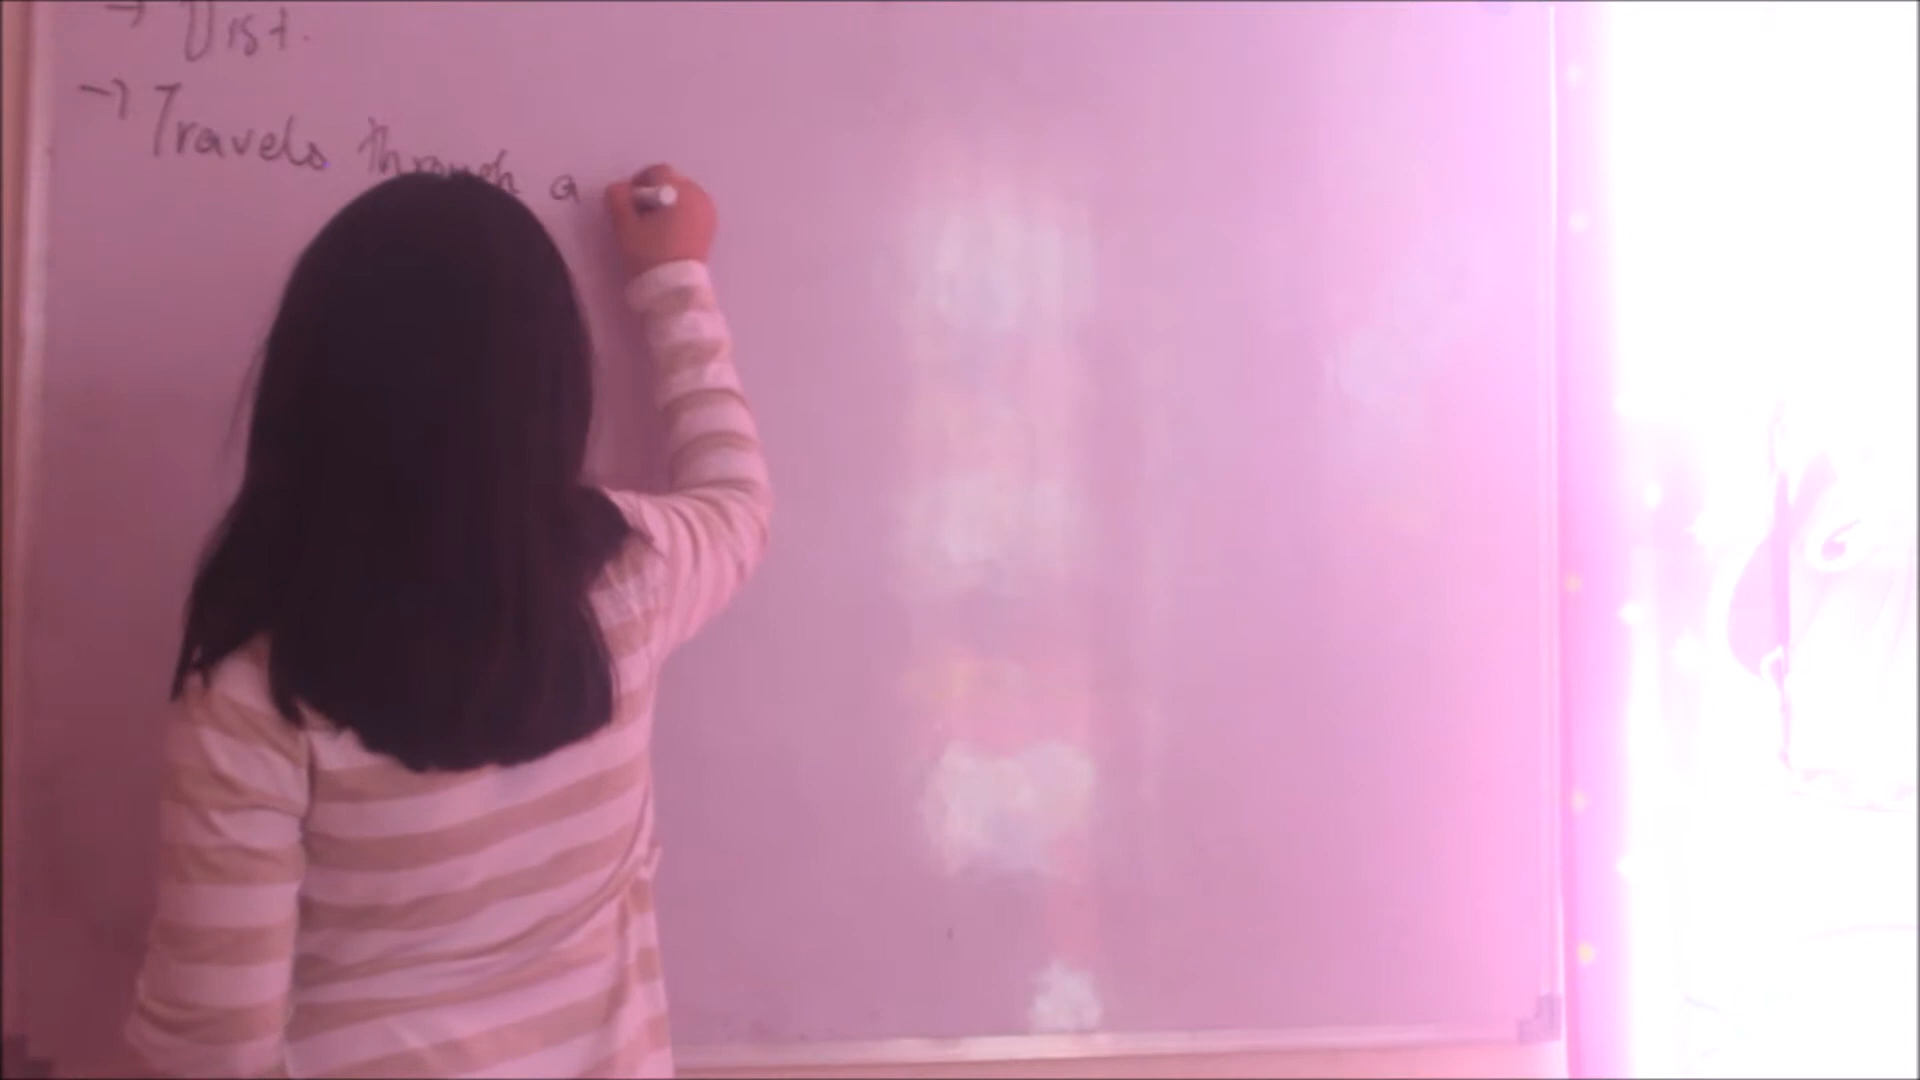 → Dist.
→ Travels through a